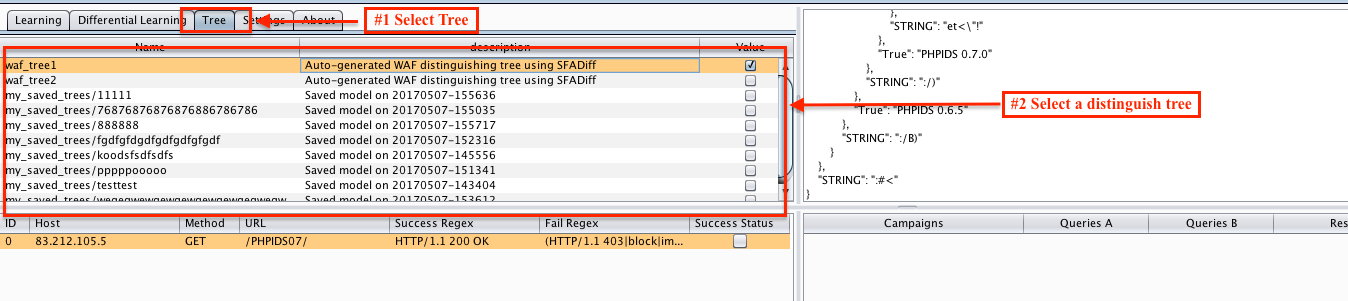 Learning Differential Learning Tree Settings About #1 Select Tree
Name description Value
waf_tree1 Auto-generated WAF distinguishing tree using SFADiff
waf_tree2 Auto-generated WAF distinguishing tree using SFADiff
my_saved_trees/11111 Saved model on 20170507-155636
my_saved_trees/76876876876876886786786 Saved model on 20170507-155035
my_saved_trees/888888 Saved model on 20170507-155717
my_saved_trees/fgdfgfdgdfgdfgdfgdfgfgdf Saved model on 20170507-152316
my_saved_trees/koodsfsdfsdfs Saved model on 20170507-145556
my_saved_trees/pppppooooo Saved model on 20170507-151341
my_saved_trees/testtest Saved model on 20170507-143404
Saved model on 20170507-153612
},
"STRING": "et<\"!"
},
"True": "PHPIDS 0.7.0"
},
"STRING": ":/)"
},
"True": "PHPIDS 0.6.5"
},
"STRING": ":/B)"
}
},
"STRING": ":#<"
}
#2 Select a distinguish tree
ID Host Method URL Success Regex Fail Regex Success Status
0 83.212.105.5 GET /PHPIDS07/ HTTP/1.1 200 OK (HTTP/1.1 403|block|im...
Campaigns Queries A Queries B Res